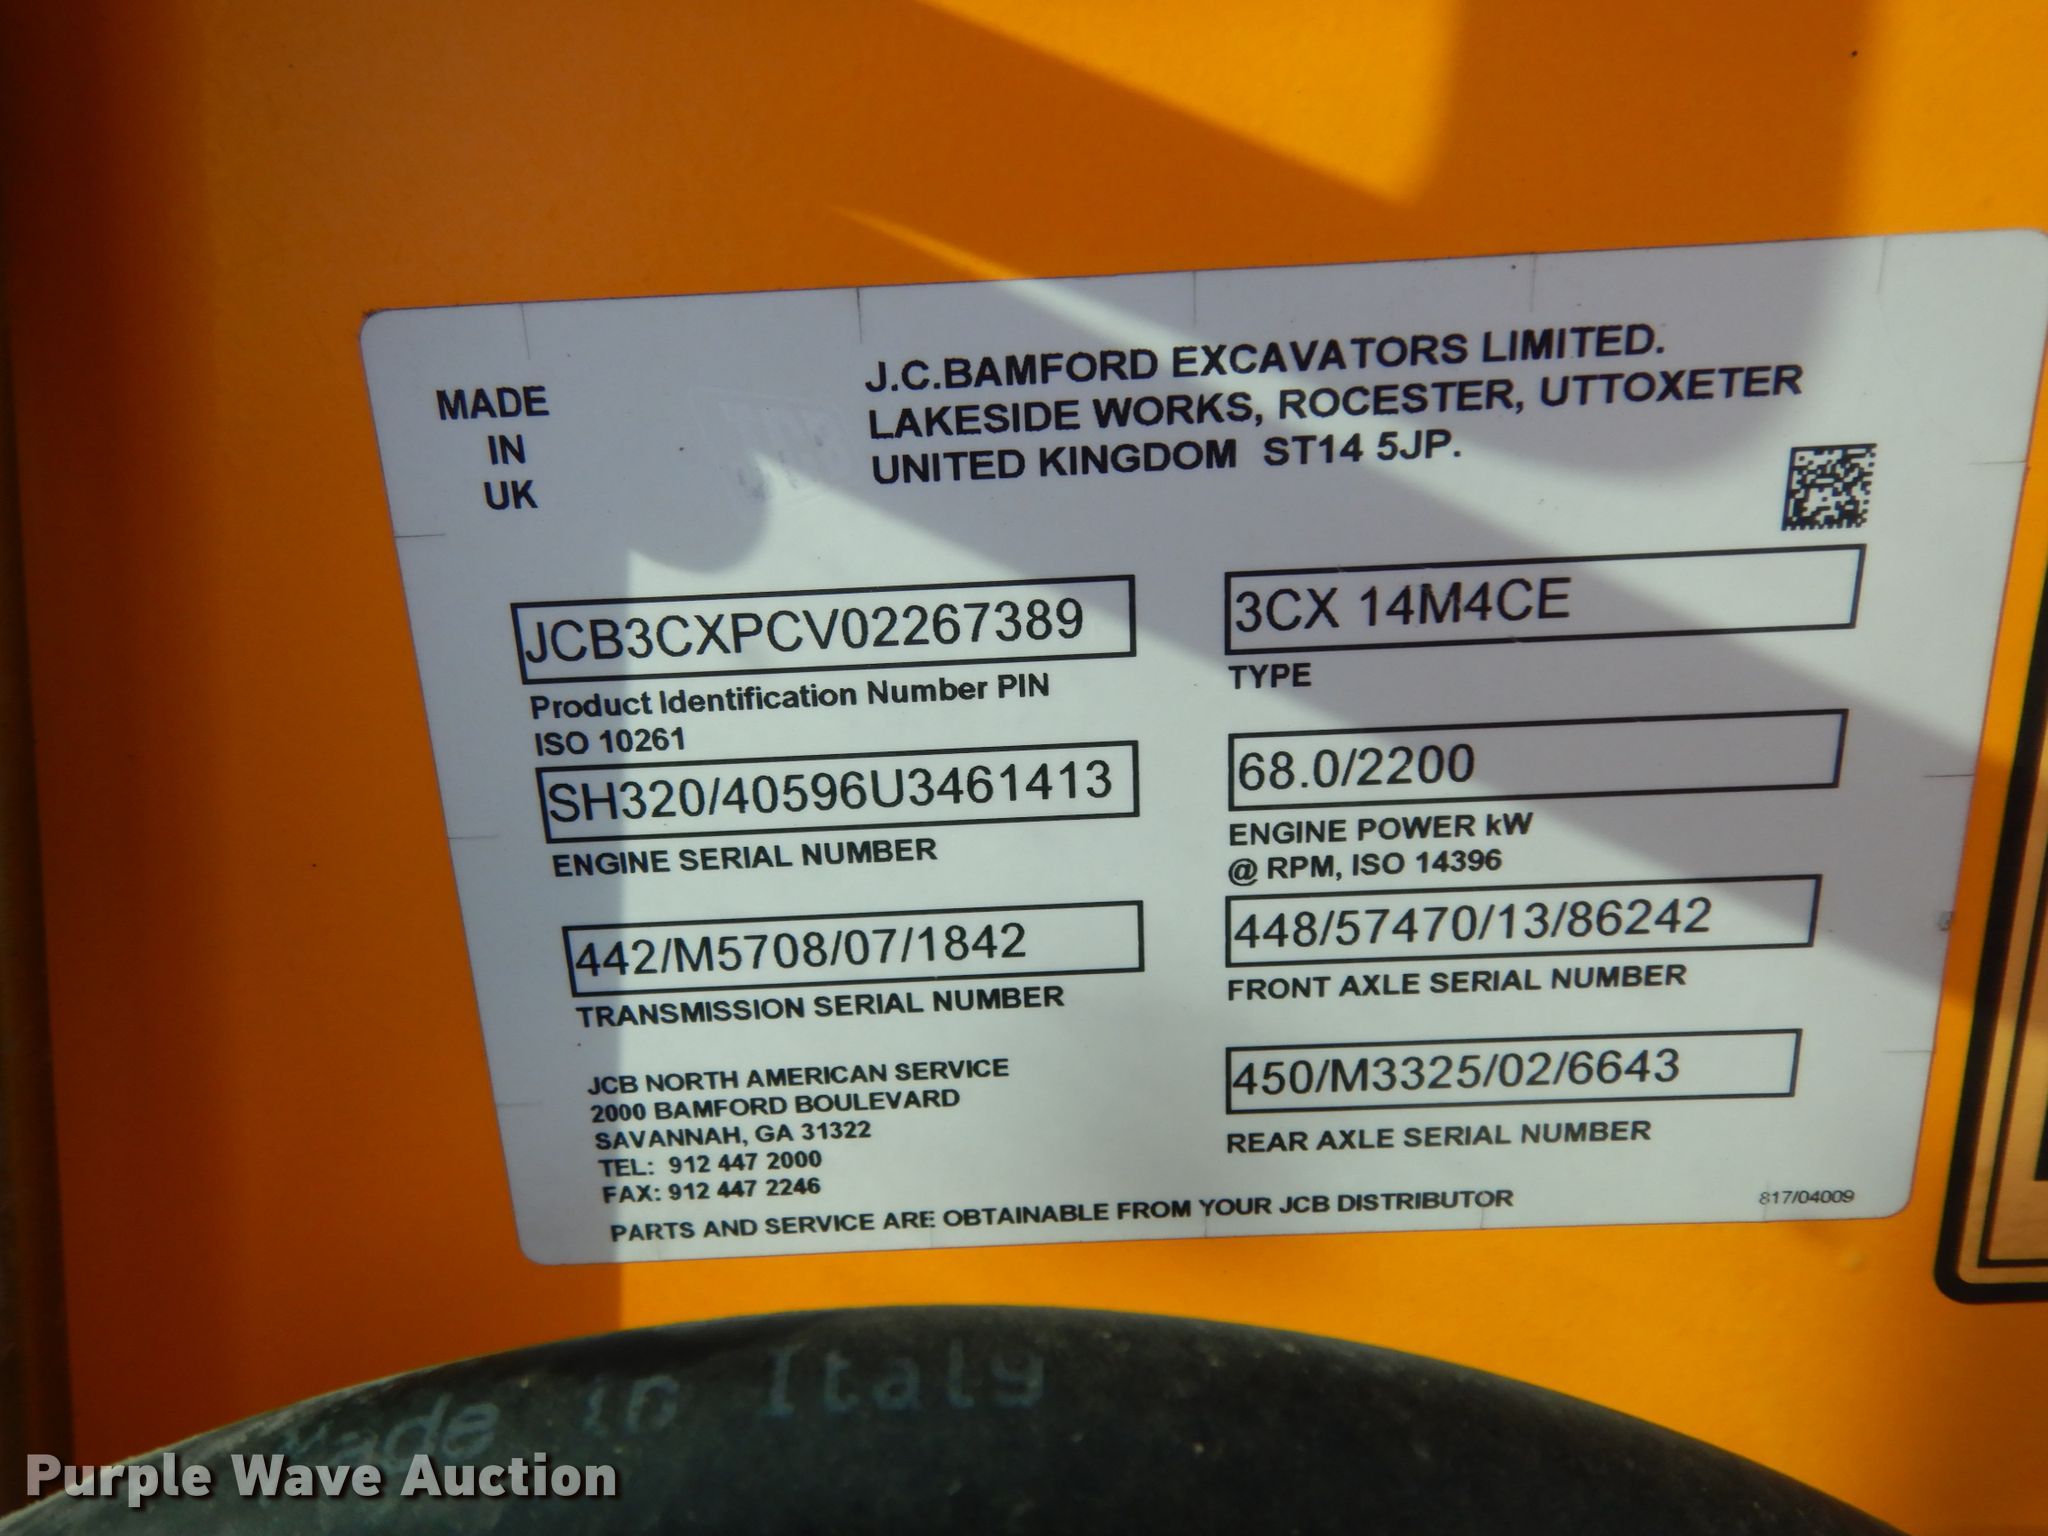 MADE
IN
UK
J.C.BAMFORD EXCAVATORS LIMITED.
LAKESIDE WORKS, ROCESTER, UTTOXETER
UNITED KINGDOM ST14 5JP.
JCB3CXPCV02267389
Product Identification Number PIN
ISO 10261
3CX 14M4CE
TYPE
SH320/40596U3461413
ENGINE SERIAL NUMBER
68.0/2200
ENGINE POWER kW
@ RPM, ISO 14396
442/M5708/07/1842
TRANSMISSION SERIAL NUMBER
448/57470/13/86242
FRONT AXLE SERIAL NUMBER
450/M3325/02/6643
REAR AXLE SERIAL NUMBER
JCB NORTH AMERICAN SERVICE
2000 BAMFORD BOULEVARD
SAVANNAH, GA 31322
TEL: 912 447 2000
FAX: 912 447 2246
PARTS AND SERVICE ARE OBTAINABLE FROM YOUR JCB DISTRIBUTOR
817/04009
Made in Italy
Purple Wave Auction